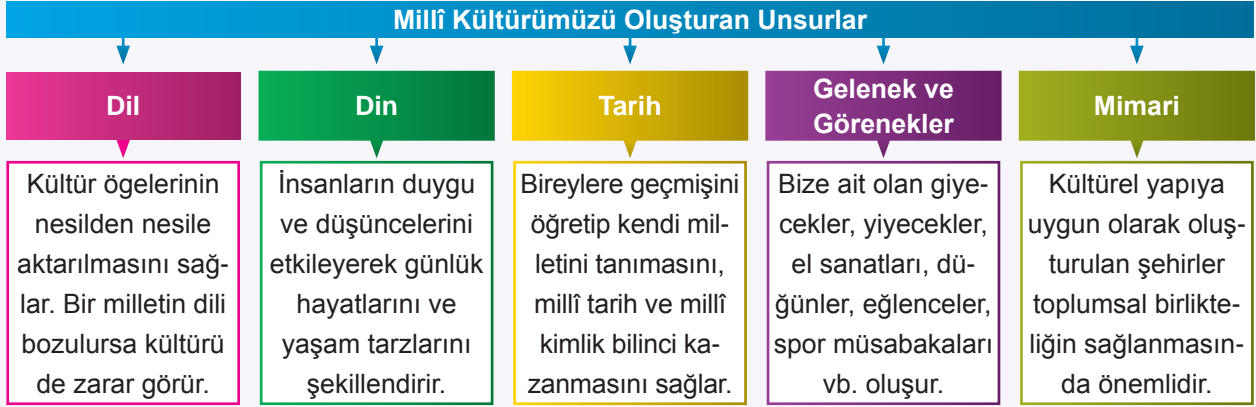 Millî Kültürümüzü Oluşturan Unsurlar
Dil
Kültür ögelerinin
nesilden nesile
aktarılmasını sağ-
lar. Bir milletin dili
bozulursa kültürü
de zarar görür.
Din
İnsanların duygu
ve düşüncelerini
etkileyerek günlük
hayatlarını ve
yaşam tarzlarını
şekillendirir.
Tarih
Bireylere geçmişini
öğretip kendi mil-
letini tanımasını,
millî tarih ve millî
kimlik bilinci ka-
zanmasını sağlar.
Gelenek ve
Görenekler
Bize ait olan giye-
cekler, yiyecekler,
el sanatları, dü-
ğünler, eğlenceler,
spor müsabakaları
vb. oluşur.
Mimari
Kültürel yapıya
uygun olarak oluş-
turulan şehirler
toplumsal birlikte-
liğin sağlanmasın-
da önemlidir.